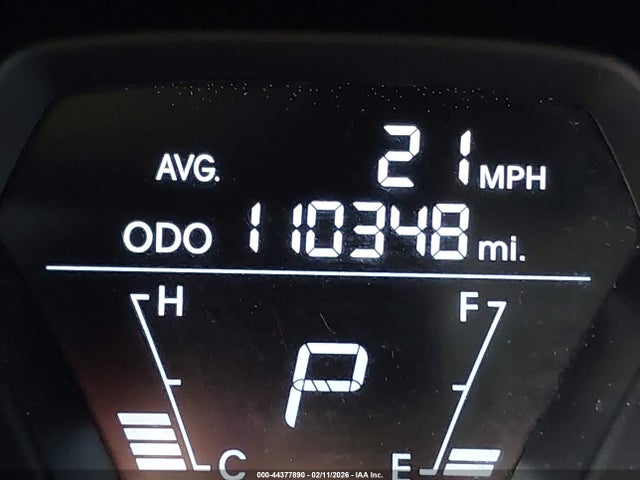 AVG. 21 MPH
ODO 110348 mi.
H F
P
C E
000-44377890 - 02/11/2026 - IAA Inc.